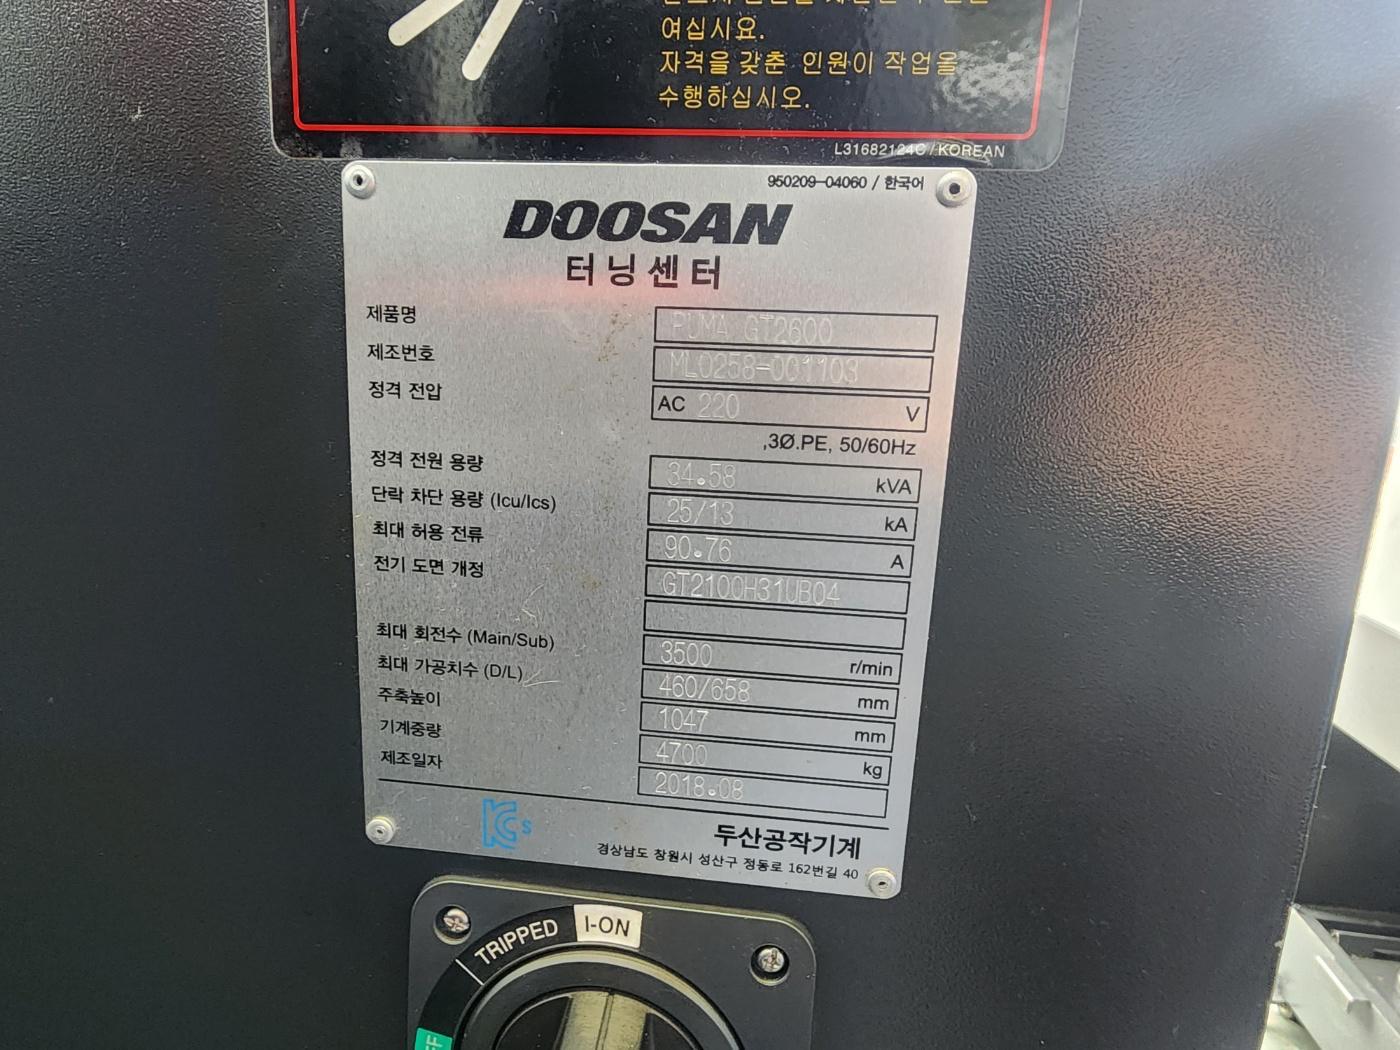 여십시요.
자격을 갖춘 인원이 작업을
수행하십시오.
L31682124C / KOREAN
950209-04060 / 한국어
DOOSAN
터닝센터
제품명 PUMA GT2600
제조번호 ML0258-001103
정격 전압 AC 220 V
,3Ø.PE, 50/60Hz
정격 전원 용량 34.58 kVA
단락 차단 용량 (Icu/Ics) 25/13 kA
최대 허용 전류 90.76 A
전기 도면 개정 GT2100H31UB04
최대 회전수 (Main/Sub) 3500 r/min
최대 가공치수 (D/L) 460/658 mm
주축높이 1047 mm
기계중량 4700 kg
제조일자 2018.08
KCs
두산공작기계
경상남도 창원시 성산구 정동로 162번길 40
TRIPPED
I-ON